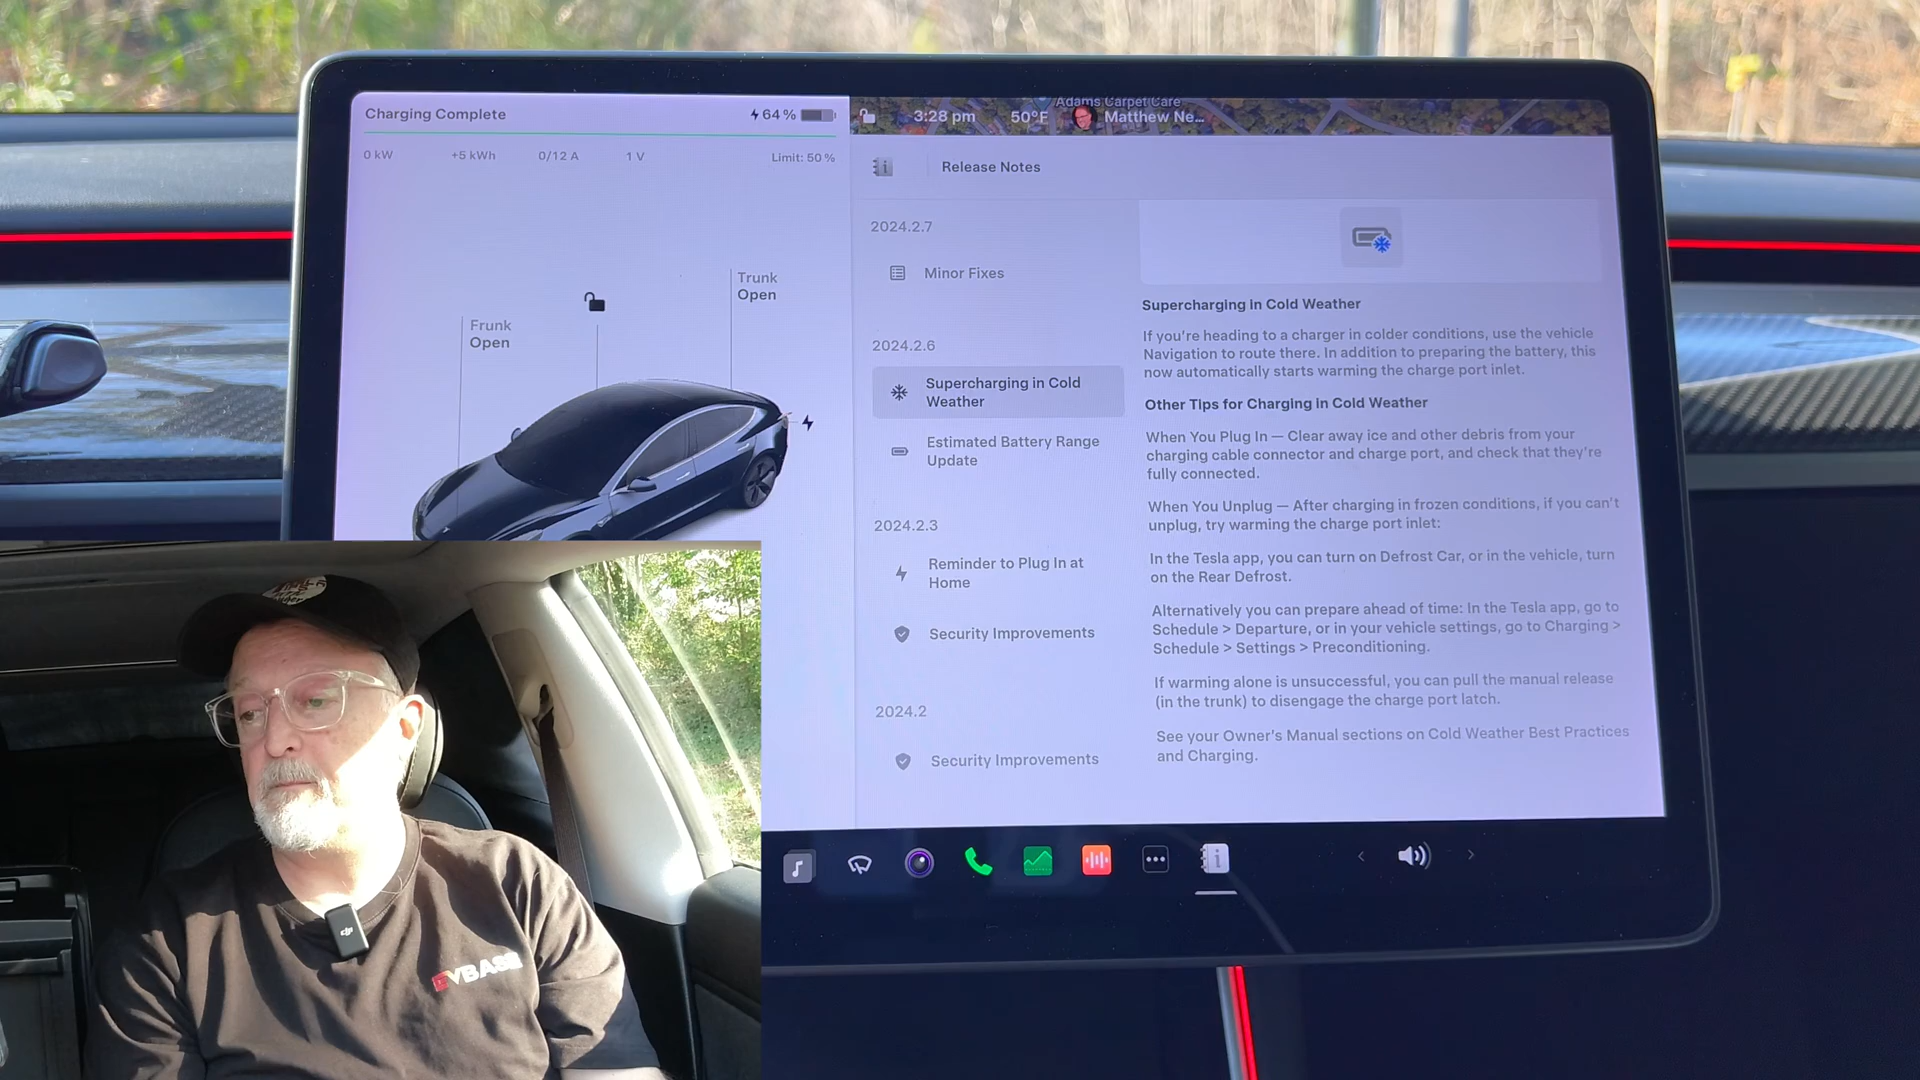 Charging Complete
64 %
0 kW
+5 kWh
0/12 A
1 V
Limit: 50 %
Trunk
Open
Frunk
Open
Adams Carpet Care
3:28 pm
50°F
Matthew Ne...
Release Notes
2024.2.7
Minor Fixes
2024.2.6
Supercharging in Cold
Weather
Estimated Battery Range
Update
2024.2.3
Reminder to Plug In at
Home
Security Improvements
2024.2
Security Improvements
Supercharging in Cold Weather
If you're heading to a charger in colder conditions, use the vehicle
Navigation to route there. In addition to preparing the battery, this
now automatically starts warming the charge port inlet.
Other Tips for Charging in Cold Weather
When You Plug In — Clear away ice and other debris from your
charging cable connector and charge port, and check that they're
fully connected.
When You Unplug — After charging in frozen conditions, if you can't
unplug, try warming the charge port inlet:
In the Tesla app, you can turn on Defrost Car, or in the vehicle, turn
on the Rear Defrost.
Alternatively you can prepare ahead of time: In the Tesla app, go to
Schedule > Departure, or in your vehicle settings, go to Charging >
Schedule > Settings > Preconditioning.
If warming alone is unsuccessful, you can pull the manual release
(in the trunk) to disengage the charge port latch.
See your Owner's Manual sections on Cold Weather Best Practices
and Charging.
dji
EVBASE